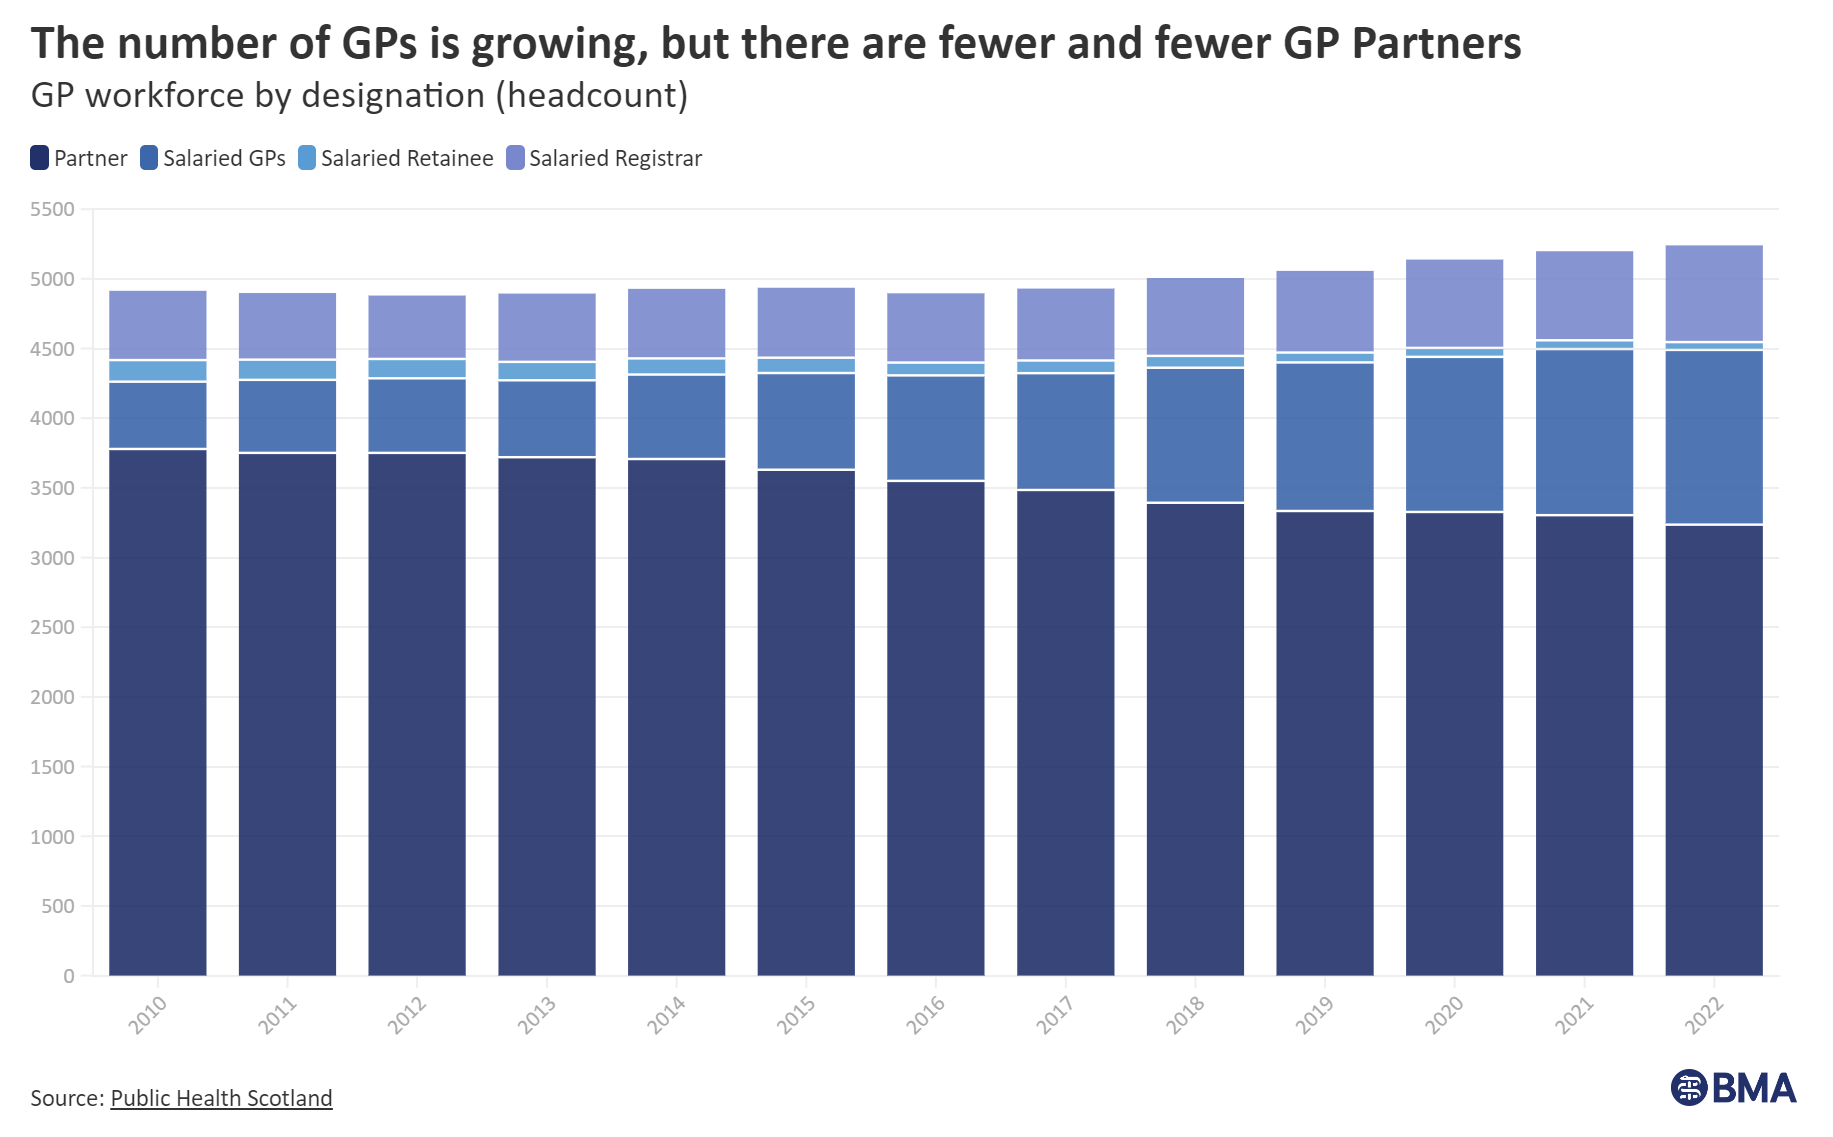 The number of GPs is growing, but there are fewer and fewer GP Partners
GP workforce by designation (headcount)
Partner Salaried GPs Salaried Retainee Salaried Registrar
5500
5000
4500
4000
3500
3000
2500
2000
1500
1000
500
0
2010 2011 2012 2013 2014 2015 2016 2017 2018 2019 2020 2021 2022
Source: Public Health Scotland
BMA